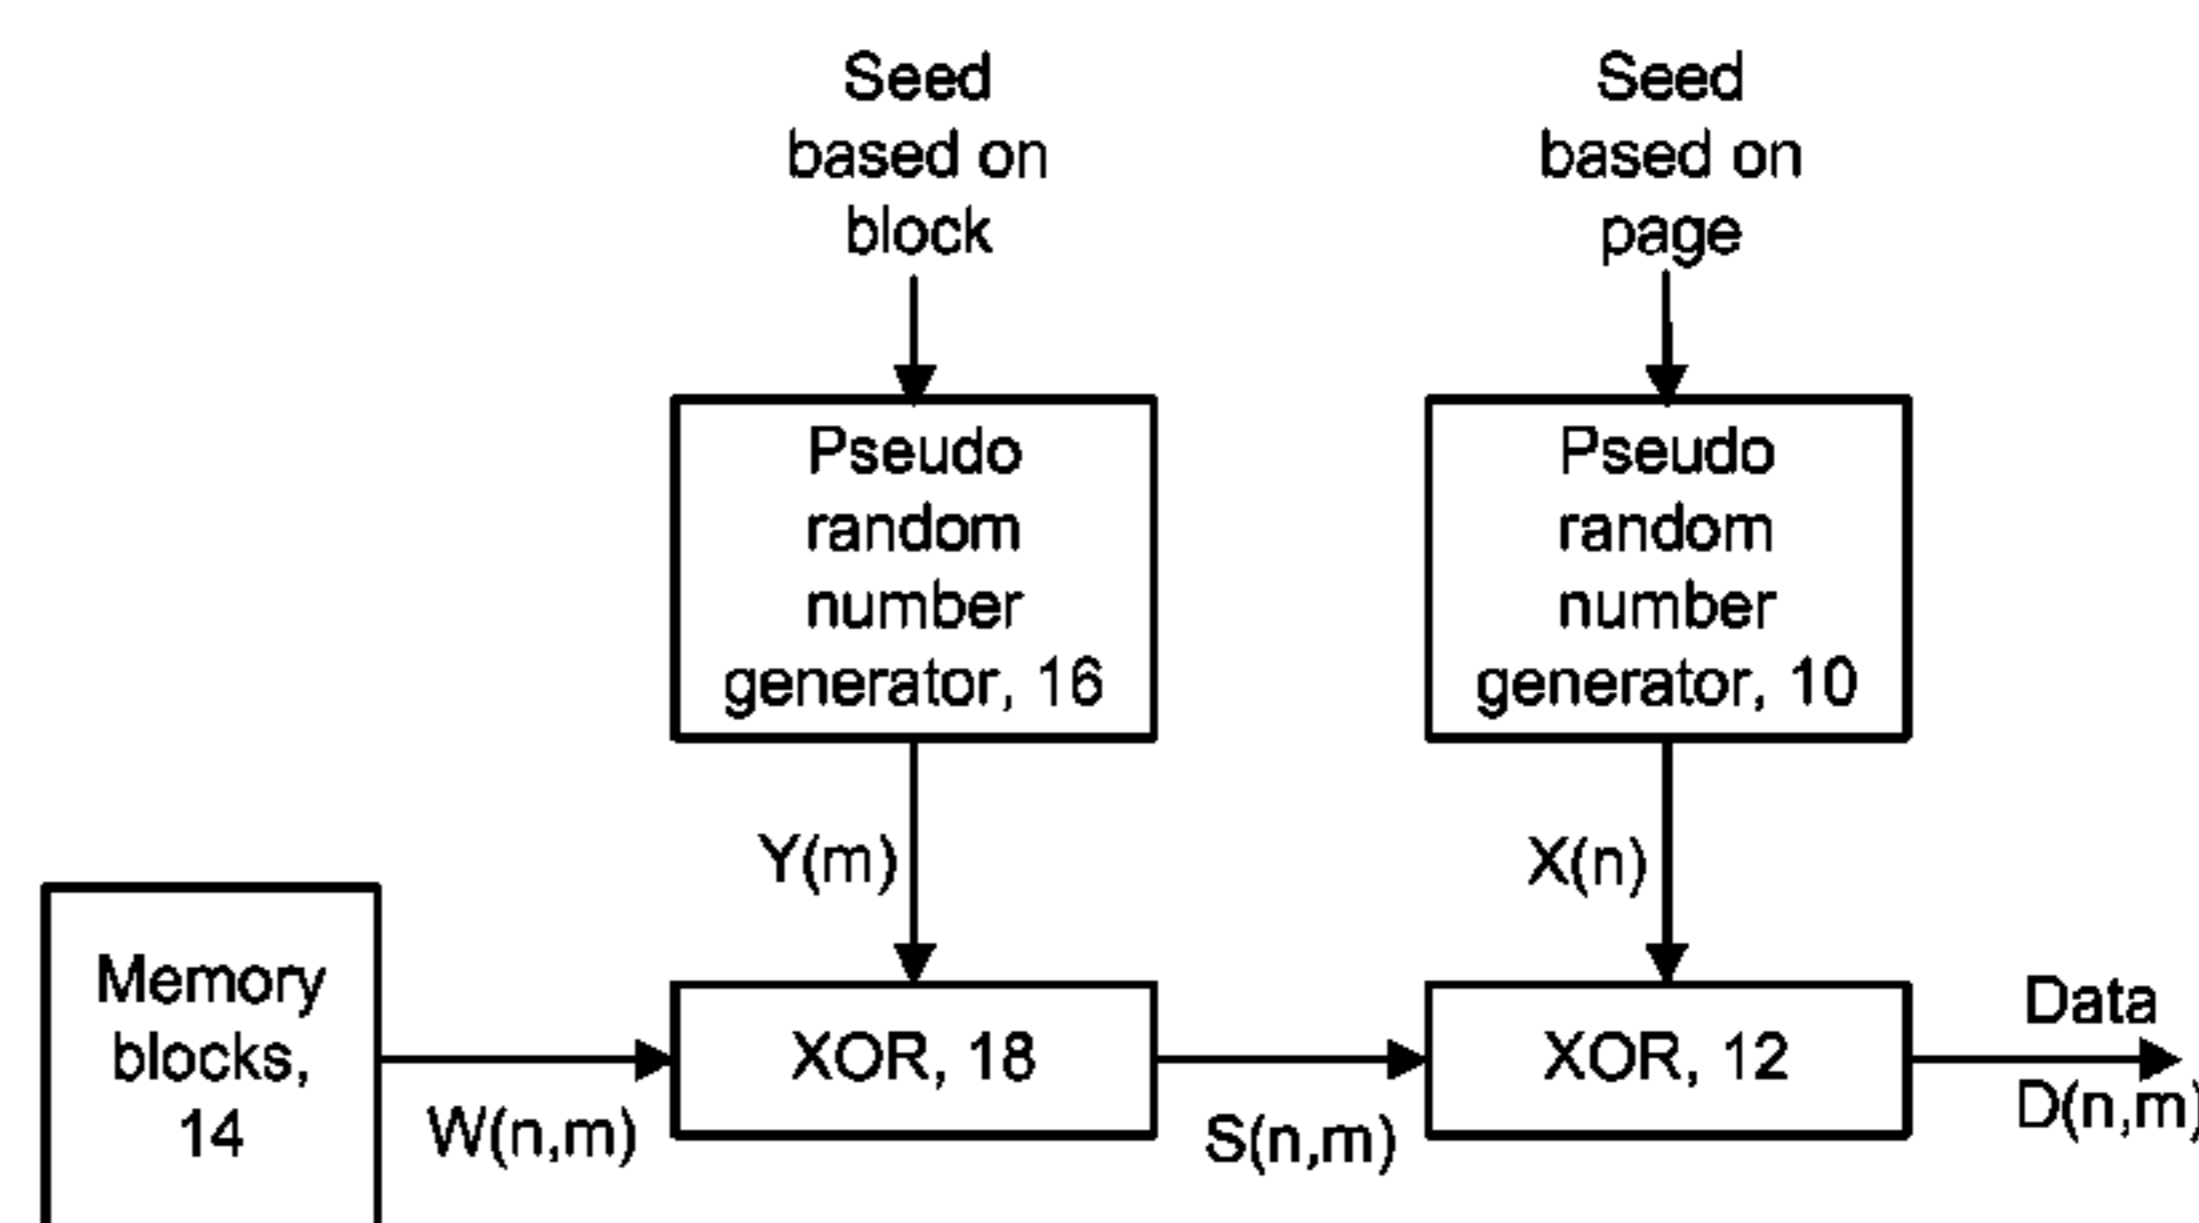 Seed
based on
block
Seed
based on
page
Pseudo
random
number
generator, 16
Pseudo
random
number
generator, 10
Y(m)
X(n)
Memory
blocks,
14
W(n,m)
XOR, 18
S(n,m)
XOR, 12
Data
D(n,m)